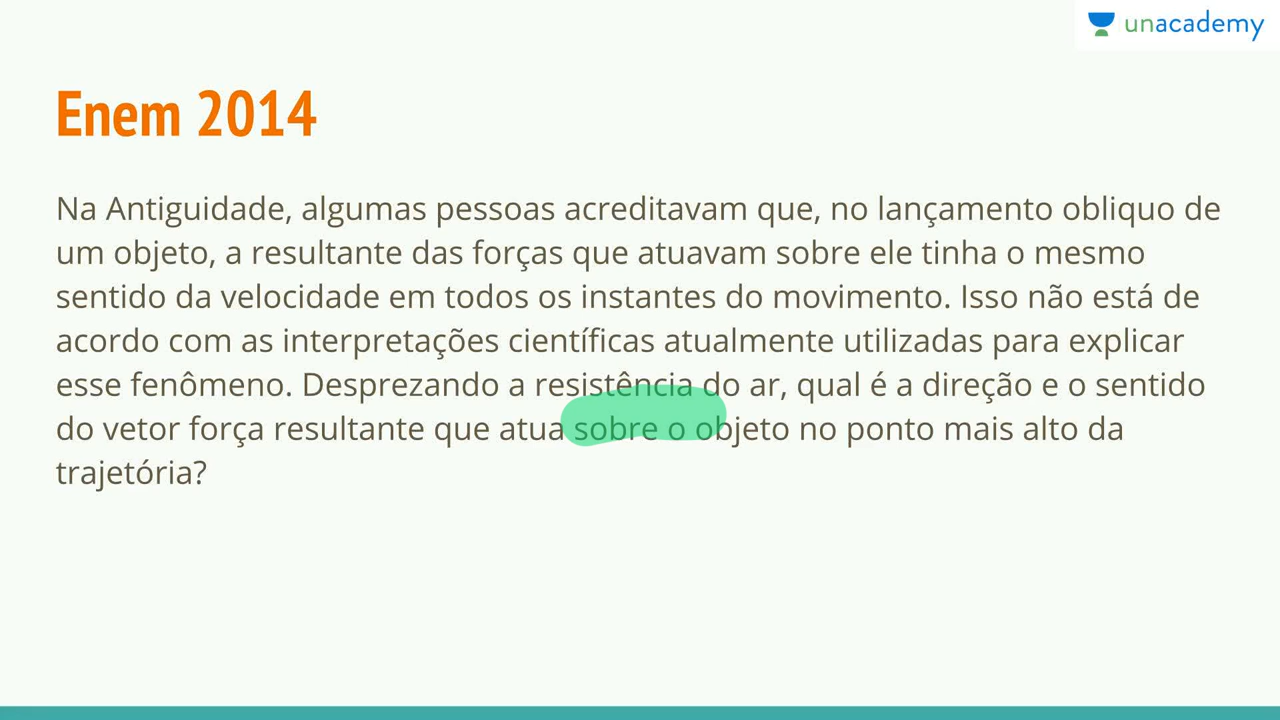 unacademy
Enem 2014
Na Antiguidade, algumas pessoas acreditavam que, no lançamento obliquo de
um objeto, a resultante das forças que atuavam sobre ele tinha o mesmo
sentido da velocidade em todos os instantes do movimento. Isso não está de
acordo com as interpretações científicas atualmente utilizadas para explicar
esse fenômeno. Desprezando a resistência do ar, qual é a direção e o sentido
do vetor força resultante que atua sobre o objeto no ponto mais alto da
trajetória?